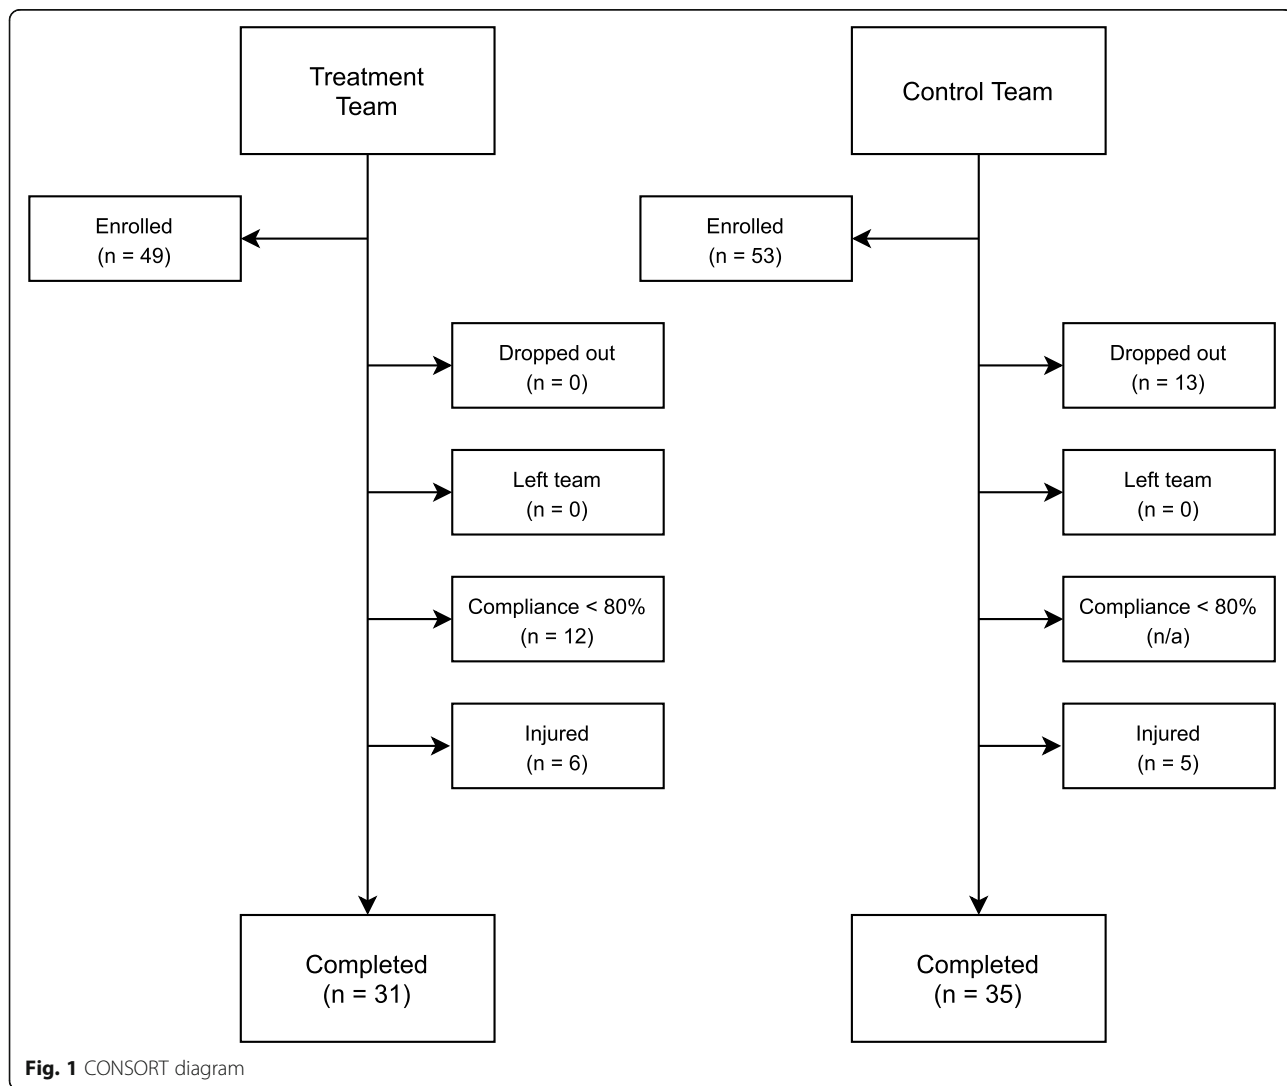 Treatment
Team
Control Team
Enrolled
(n = 49)
Enrolled
(n = 53)
Dropped out
(n = 0)
Dropped out
(n = 13)
Left team
(n = 0)
Left team
(n = 0)
Compliance < 80%
(n = 12)
Compliance < 80%
(n/a)
Injured
(n = 6)
Injured
(n = 5)
Completed
(n = 31)
Completed
(n = 35)
Fig. 1 CONSORT diagram